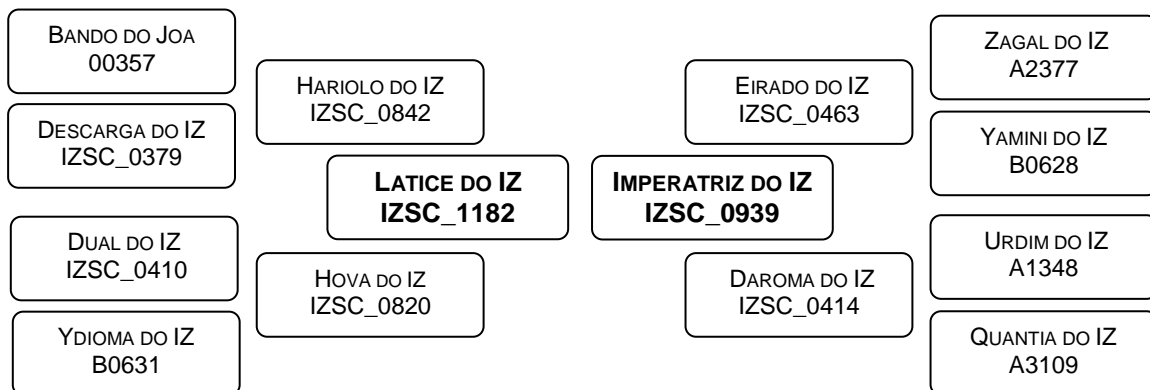 BANDO DO JOA
00357
DESCARGA DO IZ
IZSC_0379
DUAL DO IZ
IZSC_0410
YDIOMA DO IZ
B0631
HARIOLO DO IZ
IZSC_0842
HOVA DO IZ
IZSC_0820
LATICE DO IZ
IZSC_1182
IMPERATRIZ DO IZ
IZSC_0939
EIRADO DO IZ
IZSC_0463
DAROMA DO IZ
IZSC_0414
ZAGAL DO IZ
A2377
YAMINI DO IZ
B0628
URDIM DO IZ
A1348
QUANTIA DO IZ
A3109